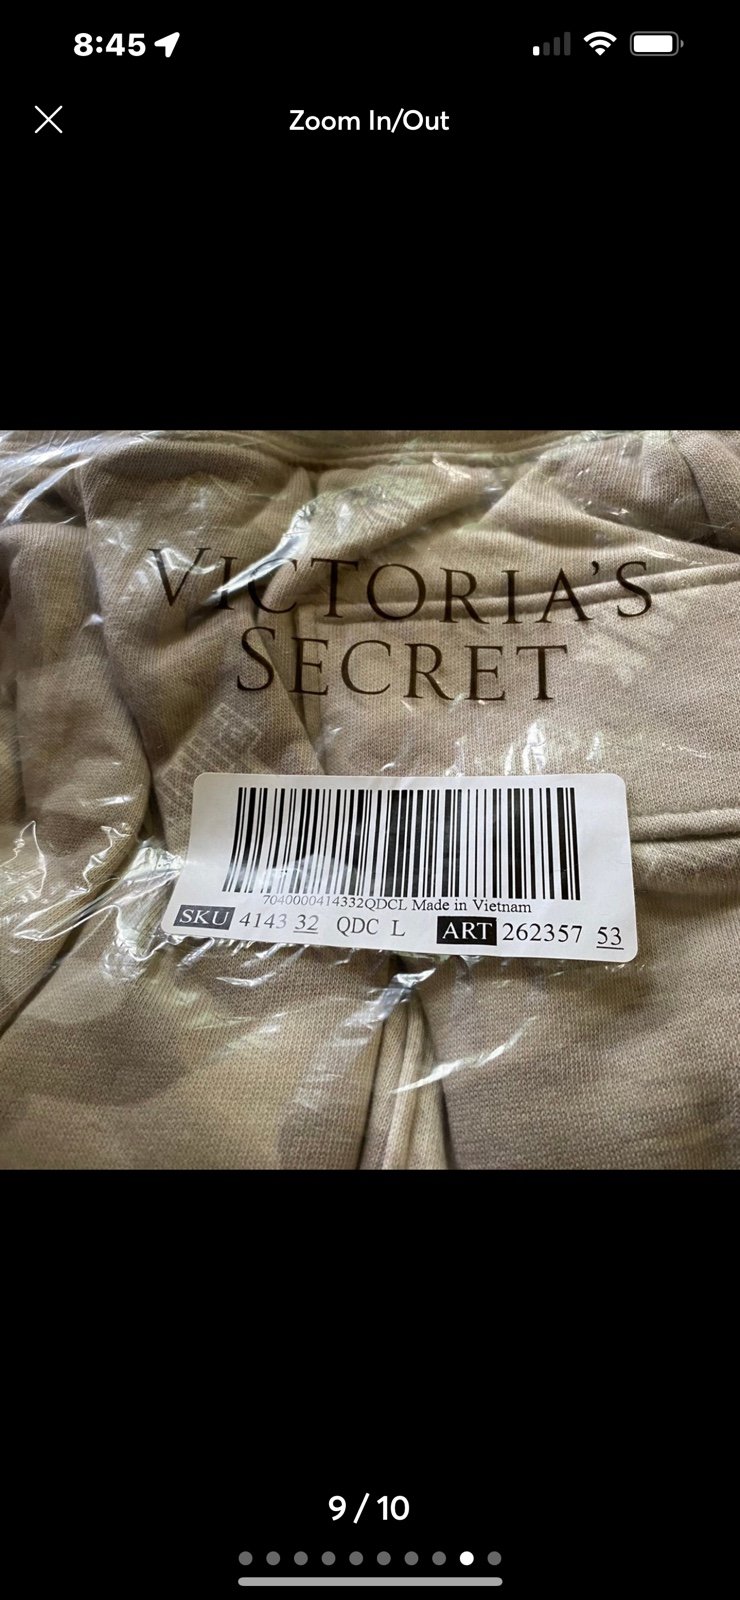 8:45
Zoom In/Out
VICTORIA'S
SECRET
7040000414332QDCL Made in Vietnam
SKU 4143 32 QDC L ART 262357 53
9 / 10